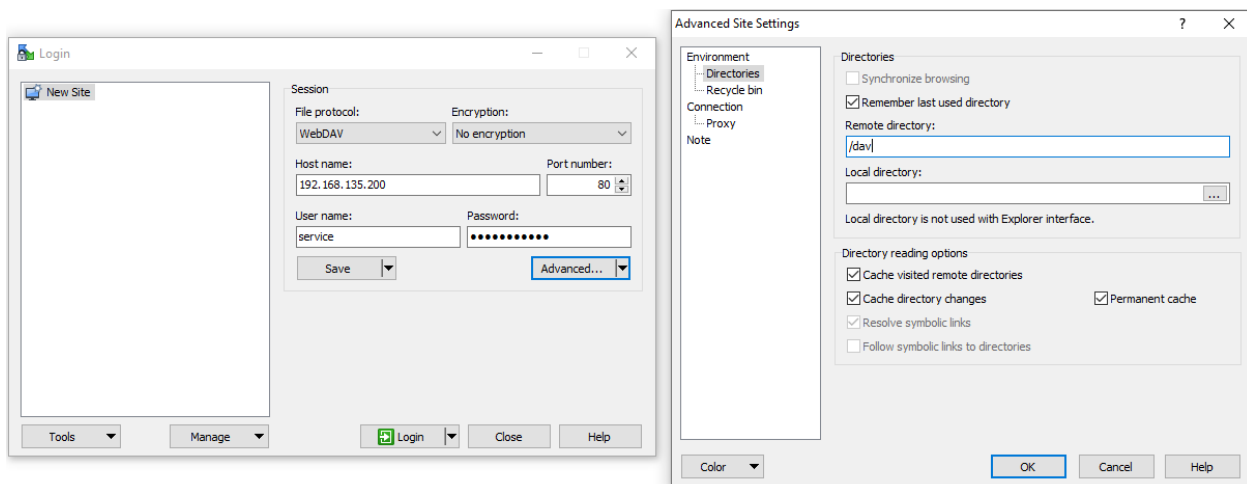 Login
New Site
Session
File protocol: Encryption:
WebDAV No encryption
Host name: Port number:
192.168.135.200 80
User name: Password:
service ●●●●●●●●●●●
Save Advanced...
Tools Manage Login Close Help
Advanced Site Settings ?
Environment
Directories
Recycle bin
Connection
Proxy
Note
Directories
Synchronize browsing
Remember last used directory
Remote directory:
/dav
Local directory:
...
Local directory is not used with Explorer interface.
Directory reading options
Cache visited remote directories
Cache directory changes Permanent cache
Resolve symbolic links
Follow symbolic links to directories
Color OK Cancel Help